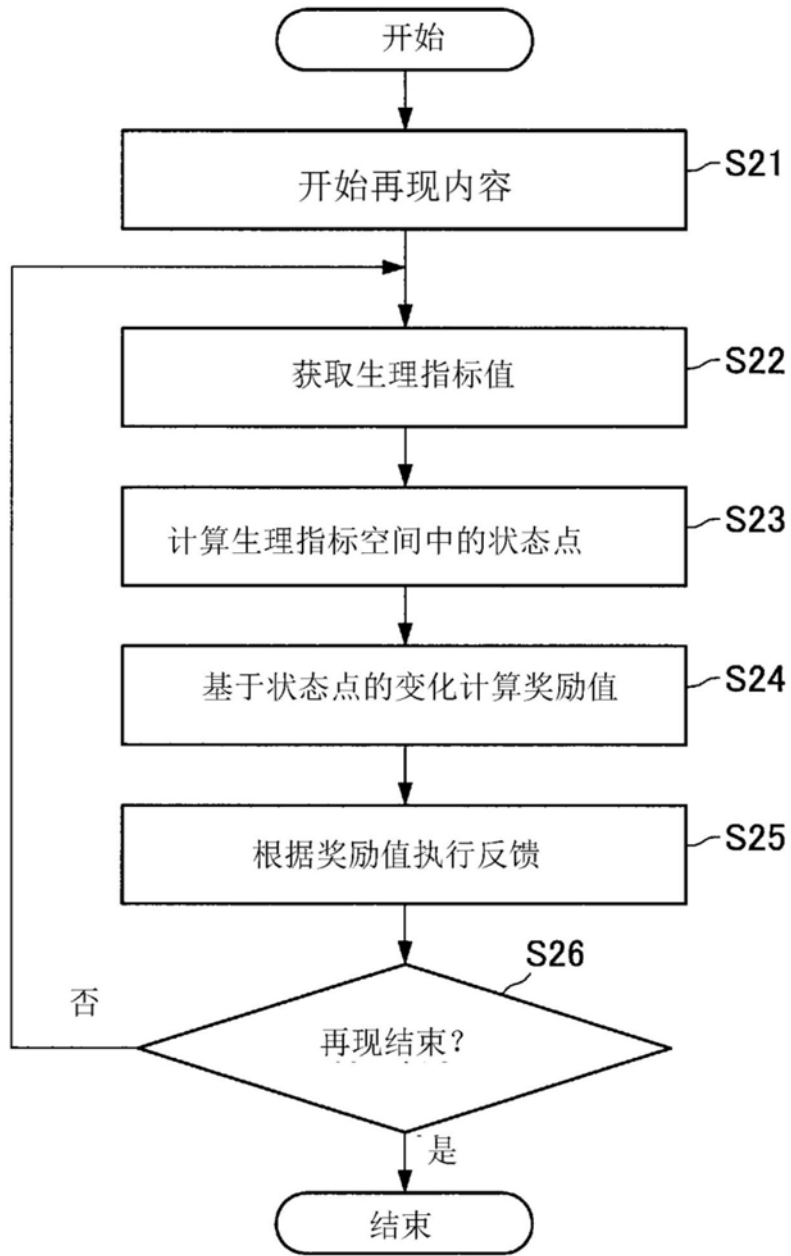 开始
开始再现内容
S21
获取生理指标值
S22
计算生理指标空间中的状态点
S23
基于状态点的变化计算奖励值
S24
根据奖励值执行反馈
S25
S26
再现结束？
否
是
结束